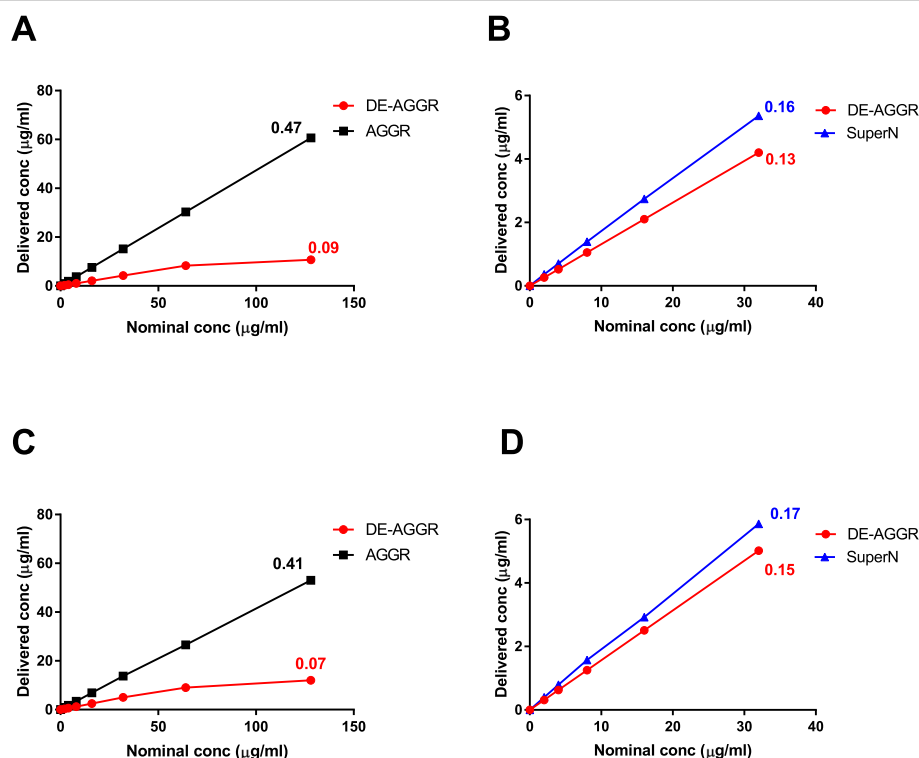 A
Delivered conc (μg/ml)
80
60
40
20
0
0 50 100 150
Nominal conc (μg/ml)
0.47
0.09
DE-AGGR
AGGR
B
Delivered conc (μg/ml)
6
4
2
0
0 10 20 30 40
Nominal conc (μg/ml)
0.16
0.13
DE-AGGR
SuperN
C
Delivered conc (μg/ml)
80
60
40
20
0
0 50 100 150
Nominal conc (μg/ml)
0.41
0.07
DE-AGGR
AGGR
D
Delivered conc (μg/ml)
6
4
2
0
0 10 20 30 40
Nominal conc (μg/ml)
0.17
0.15
DE-AGGR
SuperN